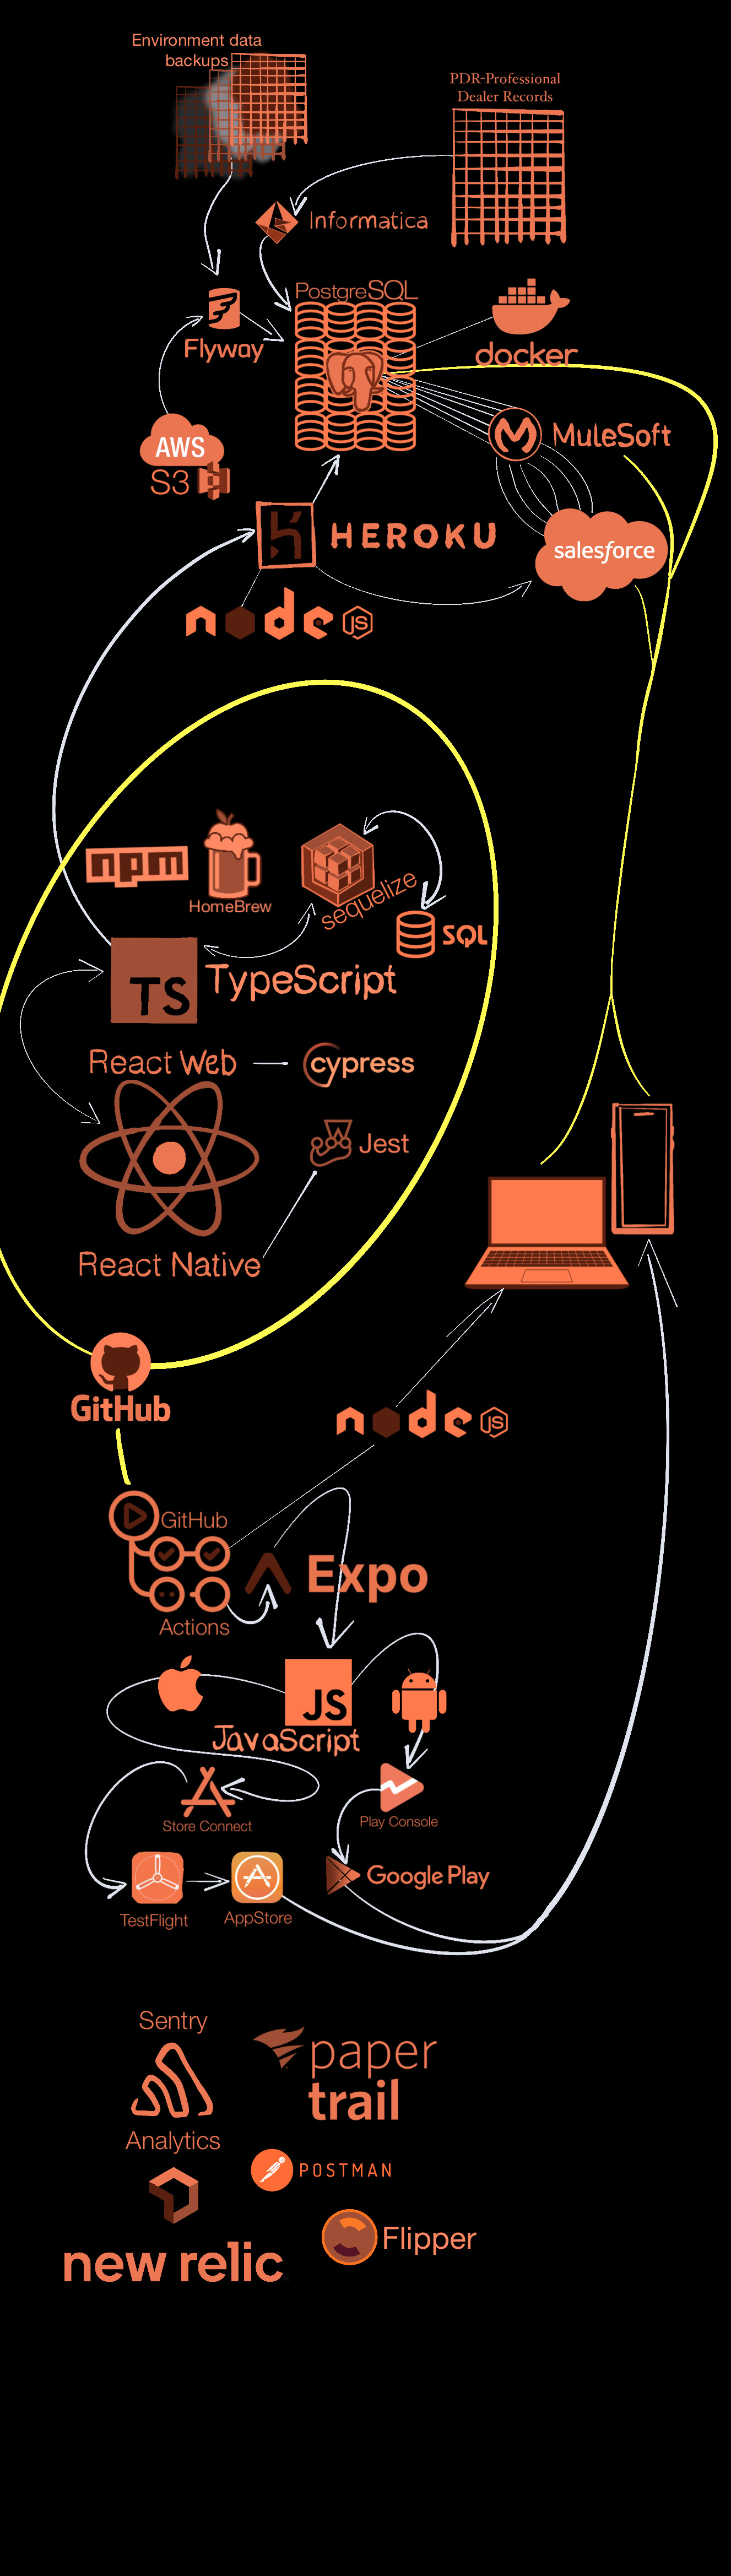 Environment data
backups
PDR-Professional
Dealer Records
Informatica
PostgreSQL
docker
Flyway
AWS
S3
MuleSoft
HEROKU
salesforce
node
JS
npm
HomeBrew
sequelize
SQL
TS
TypeScript
React Web
cypress
Jest
React Native
GitHub
node
JS
GitHub
Actions
Expo
JS
JavaScript
Store Connect
Play Console
Google Play
TestFlight
AppStore
Sentry
paper
trail
Analytics
POSTMAN
Flipper
new relic